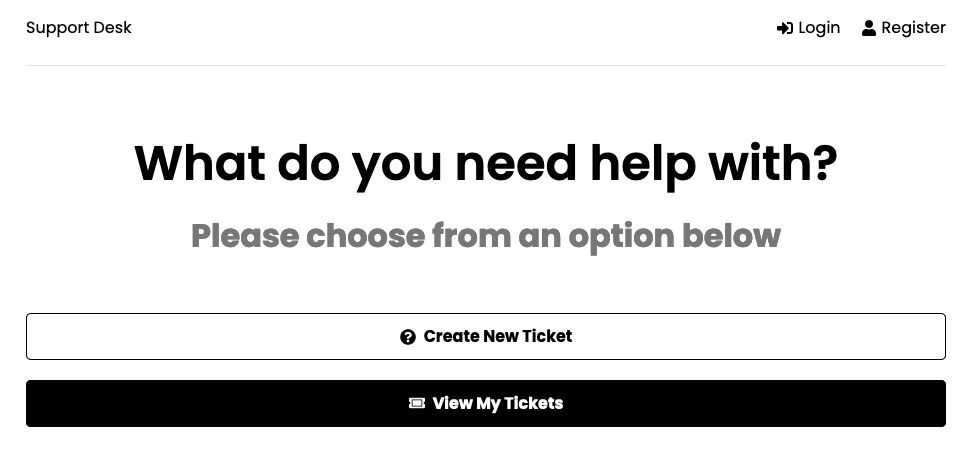 Support Desk
Login
Register
What do you need help with?
Please choose from an option below
Create New Ticket
View My Tickets